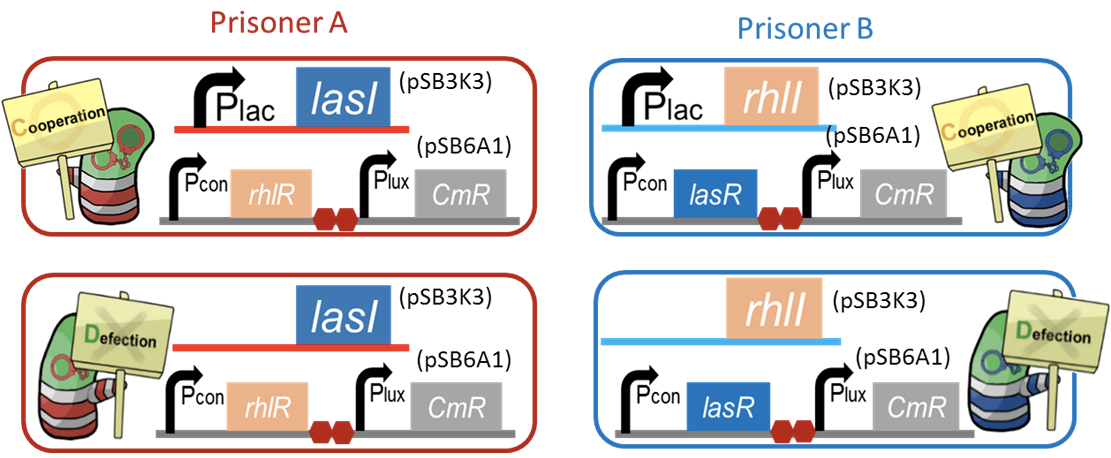 Prisoner A
Prisoner B
Cooperation
Plac
lasI
(pSB3K3)
(pSB6A1)
Pcon
rhlR
Plux
CmR
Plac
rhlI
(pSB3K3)
(pSB6A1)
Pcon
lasR
Plux
CmR
Cooperation
Defection
lasI
(pSB3K3)
(pSB6A1)
Pcon
rhlR
Plux
CmR
rhlI
(pSB3K3)
(pSB6A1)
Pcon
lasR
Plux
CmR
Defection